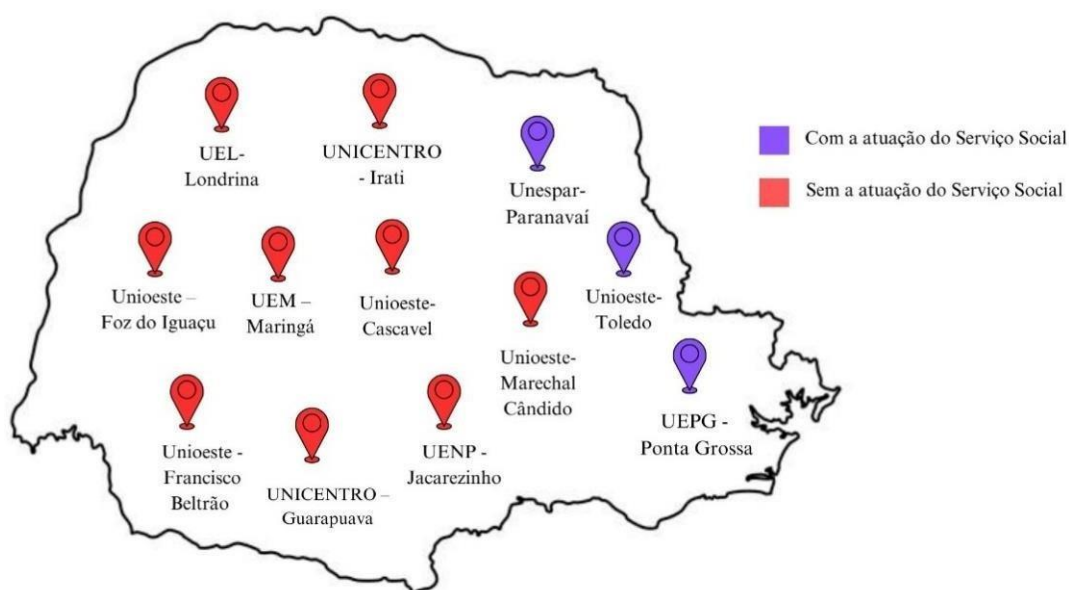 UEL-
Londrina
UNICENTRO
- Irati
Unespar-
Paranavaí
Com a atuação do Serviço Social
Sem a atuação do Serviço Social
Unioeste –
Foz do Iguaçu
UEM –
Maringá
Unioeste-
Cascavel
Unioeste-
Toledo
Unioeste-
Marechal
Cândido
UEPG -
Ponta Grossa
Unioeste -
Francisco
Beltrão
UNICENTRO –
Guarapuava
UENP -
Jacarezinho